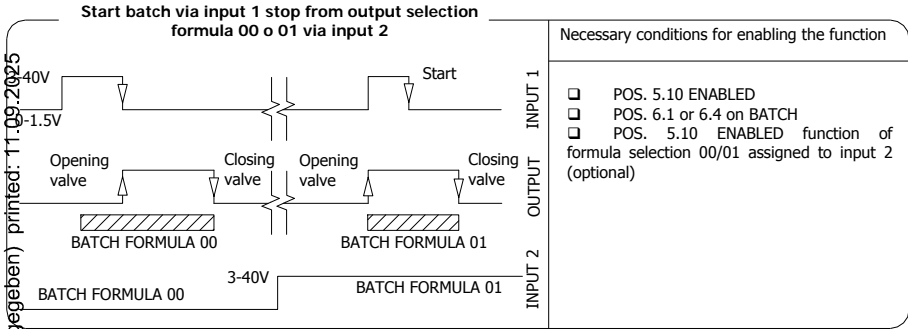 Start batch via input 1 stop from output selection
formula 00 o 01 via input 2
Necessary conditions for enabling the function
-40V
Start
0-1.5V
INPUT 1
❑ POS. 5.10 ENABLED
❑ POS. 6.1 or 6.4 on BATCH
❑ POS. 5.10 ENABLED function of
formula selection 00/01 assigned to input 2
(optional)
Opening
valve
Closing
valve
Opening
valve
Closing
valve
OUTPUT
BATCH FORMULA 00
BATCH FORMULA 01
3-40V
BATCH FORMULA 00
BATCH FORMULA 01
INPUT 2
gegeben) printed: 11.09.2025